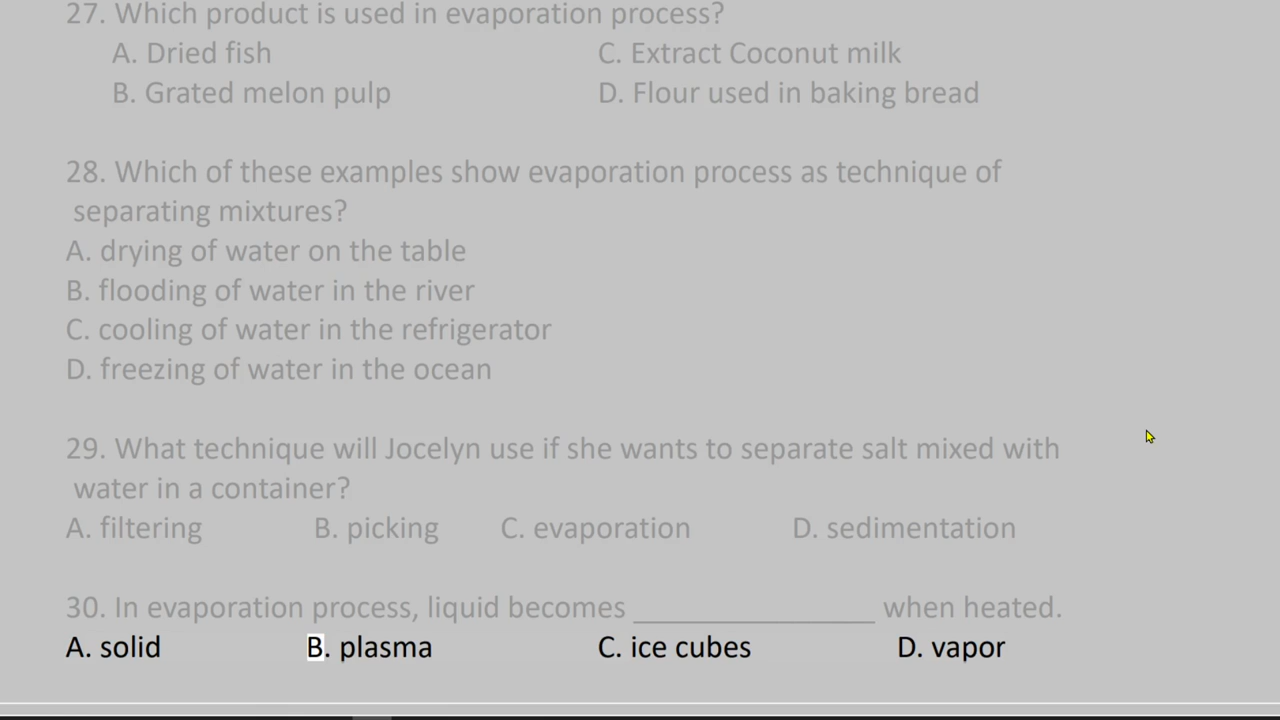 27. Which product is used in evaporation process?
A. Dried fish C. Extract Coconut milk
B. Grated melon pulp D. Flour used in baking bread
28. Which of these examples show evaporation process as technique of
separating mixtures?
A. drying of water on the table
B. flooding of water in the river
C. cooling of water in the refrigerator
D. freezing of water in the ocean
29. What technique will Jocelyn use if she wants to separate salt mixed with
water in a container?
A. filtering B. picking C. evaporation D. sedimentation
30. In evaporation process, liquid becomes ________________ when heated.
A. solid B. plasma C. ice cubes D. vapor